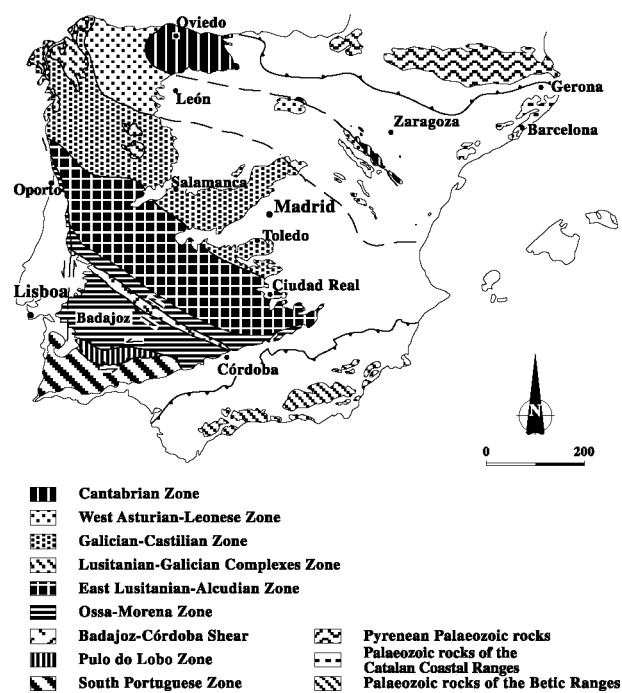 Oviedo
León
Gerona
Zaragoza
Barcelona
Oporto
Salamanca
Madrid
Toledo
Lisboa
Ciudad Real
Badajoz
Córdoba
N
0 200
Cantabrian Zone
West Asturian-Leonese Zone
Galician-Castilian Zone
Lusitanian-Galician Complexes Zone
East Lusitanian-Alcudian Zone
Ossa-Morena Zone
Badajoz-Córdoba Shear
Pulo do Lobo Zone
South Portuguese Zone
Pyrenean Palaeozoic rocks
Palaeozoic rocks of the
Catalan Coastal Ranges
Palaeozoic rocks of the Betic Ranges